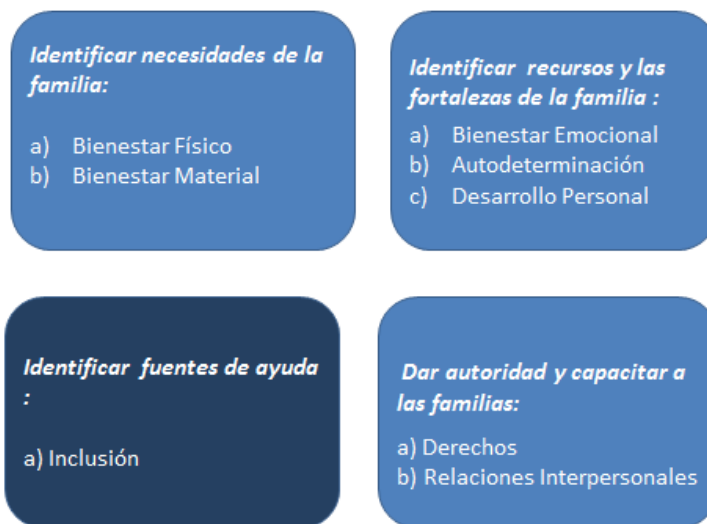 Identificar necesidades de la
familia:
a) Bienestar Físico
b) Bienestar Material
Identificar recursos y las
fortalezas de la familia :
a) Bienestar Emocional
b) Autodeterminación
c) Desarrollo Personal
Identificar fuentes de ayuda
:
a) Inclusión
Dar autoridad y capacitar a
las familias:
a) Derechos
b) Relaciones Interpersonales